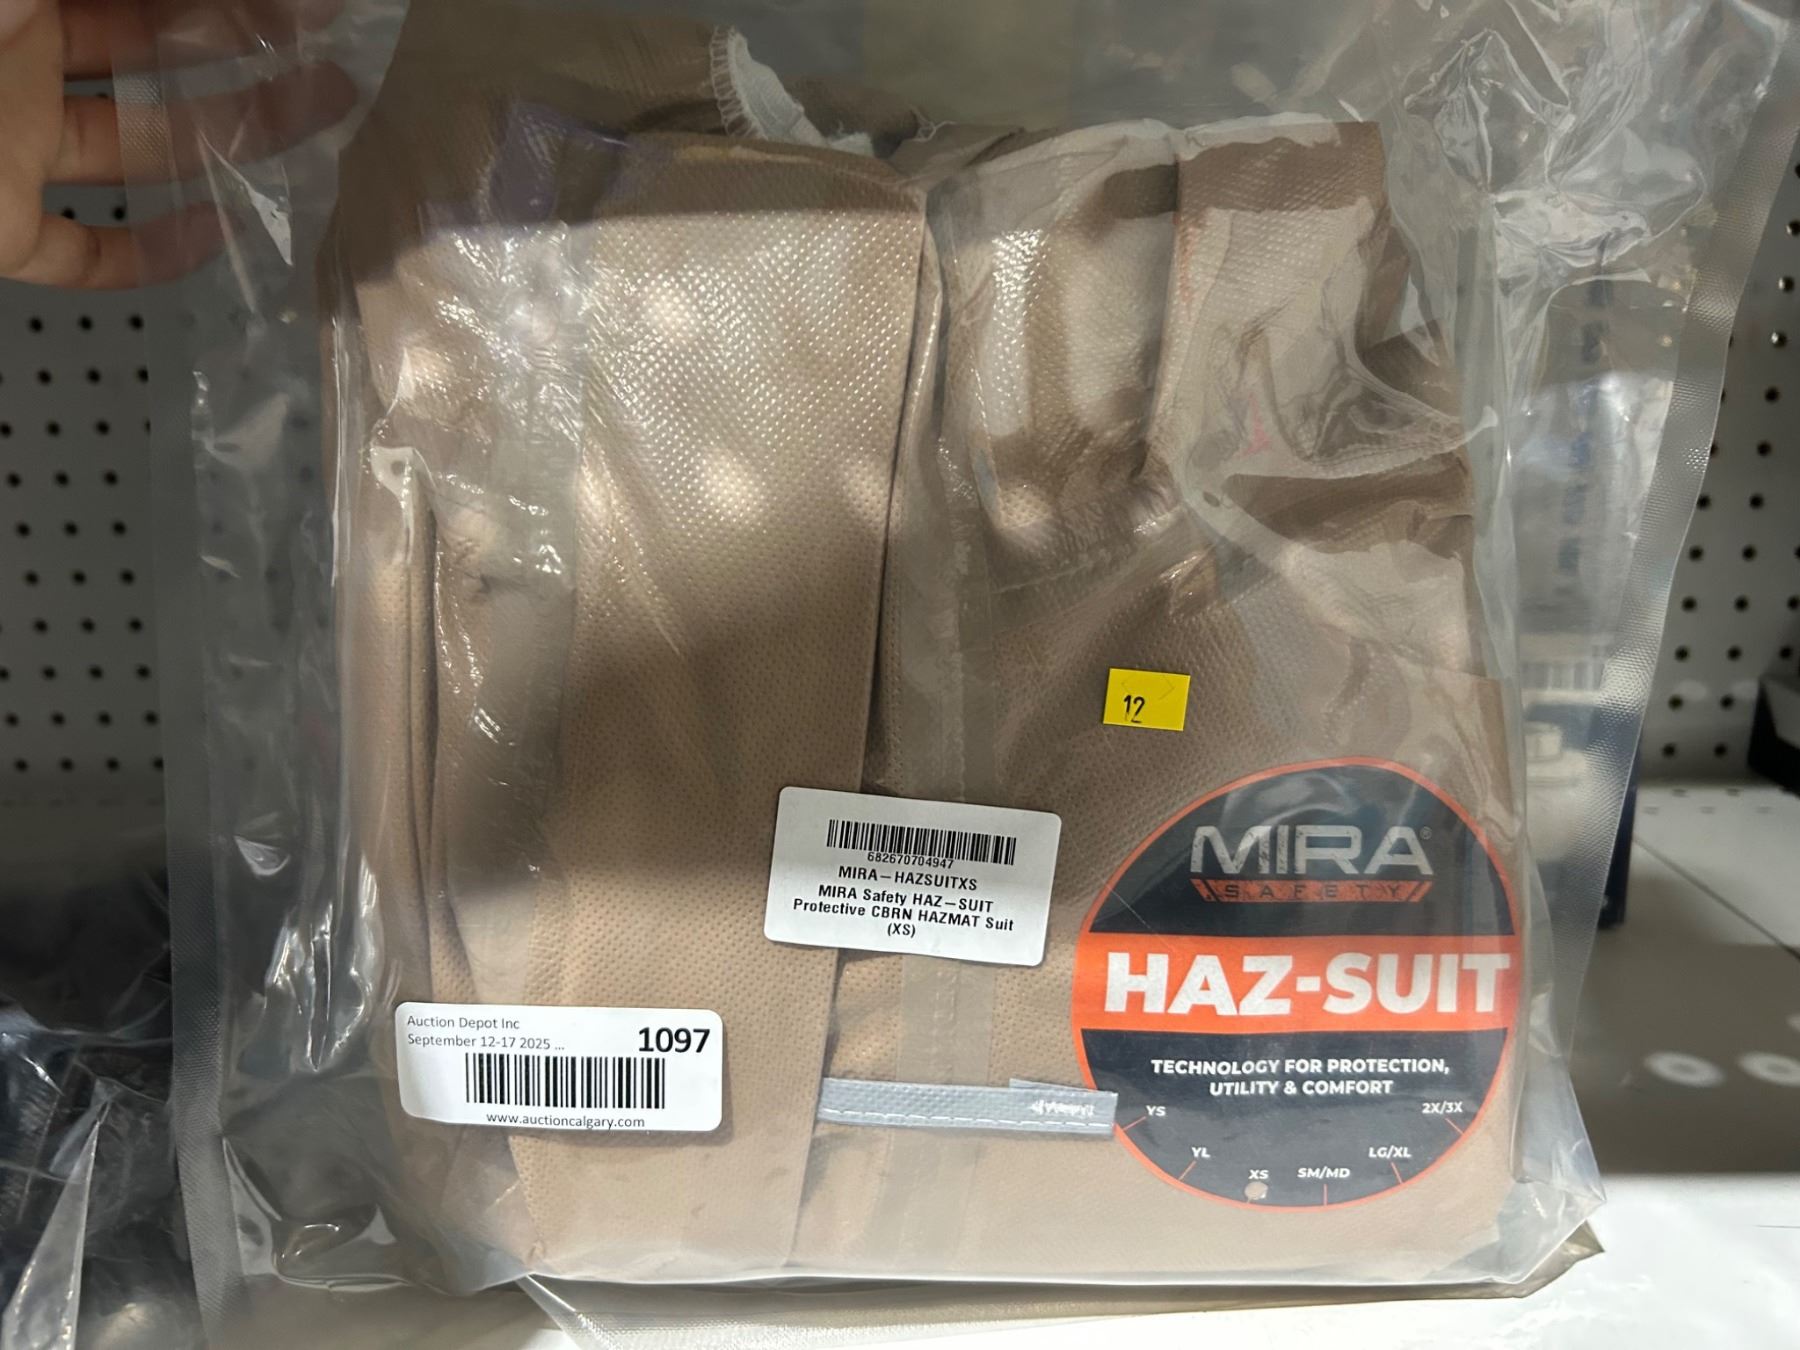 12
682670704947
MIRA-HAZSUITXS
MIRA Safety HAZ-SUIT
Protective CBRN HAZMAT Suit
(XS)
MIRA®
SAFETY
HAZ-SUIT
TECHNOLOGY FOR PROTECTION,
UTILITY & COMFORT
YS
YL
XS
SM/MD
LG/XL
2X/3X
Auction Depot Inc
September 12-17 2025 ...
1097
www.auctioncalgary.com